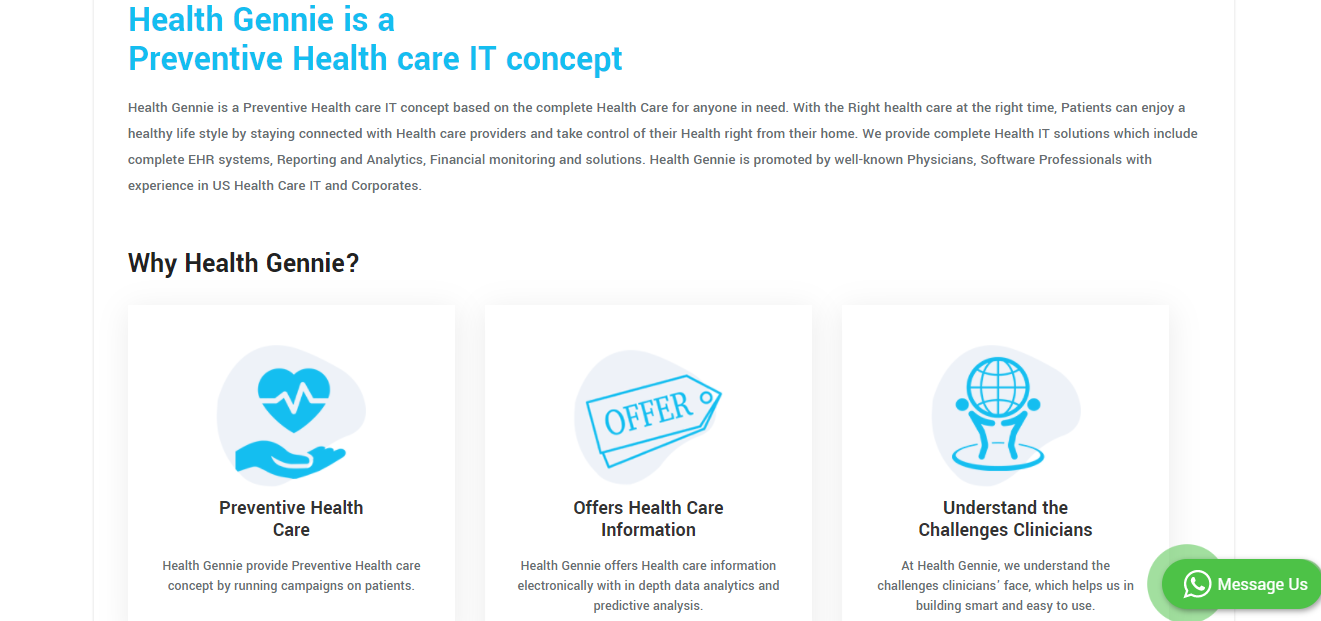 Health Gennie is a
Preventive Health care IT concept
Health Gennie is a Preventive Health care IT concept based on the complete Health Care for anyone in need. With the Right health care at the right time, Patients can enjoy a
healthy life style by staying connected with Health care providers and take control of their Health right from their home. We provide complete Health IT solutions which include
complete EHR systems, Reporting and Analytics, Financial monitoring and solutions. Health Gennie is promoted by well-known Physicians, Software Professionals with
experience in US Health Care IT and Corporates.
Why Health Gennie?
Preventive Health
Care
Health Gennie provide Preventive Health care
concept by running campaigns on patients.
OFFER
Offers Health Care
Information
Health Gennie offers Health care information
electronically with in depth data analytics and
predictive analysis.
Understand the
Challenges Clinicians
At Health Gennie, we understand the
challenges clinicians' face, which helps us in
building smart and easy to use.
Message Us